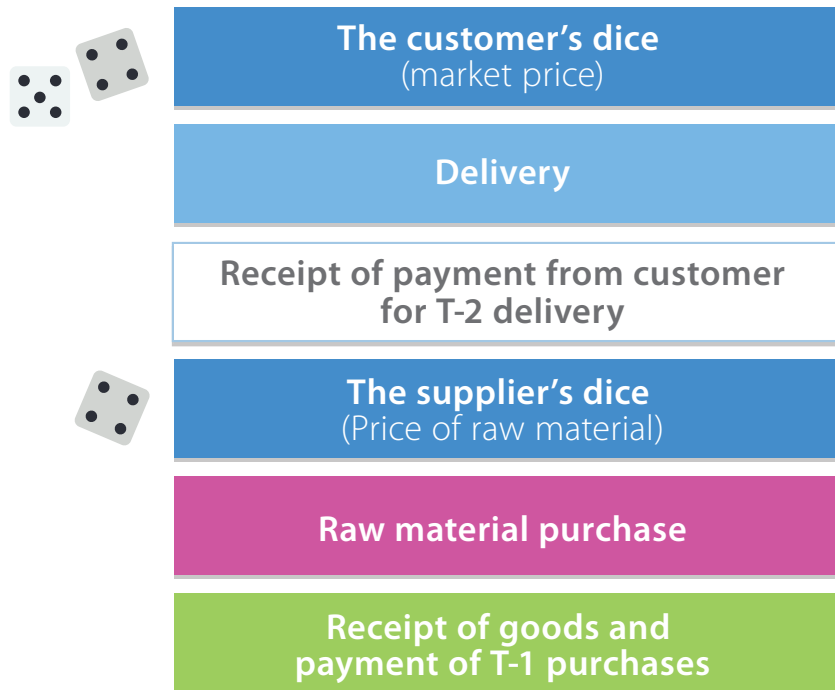 The customer’s dice
(market price)
Delivery
Receipt of payment from customer
for T-2 delivery
The supplier’s dice
(Price of raw material)
Raw material purchase
Receipt of goods and
payment of T-1 purchases